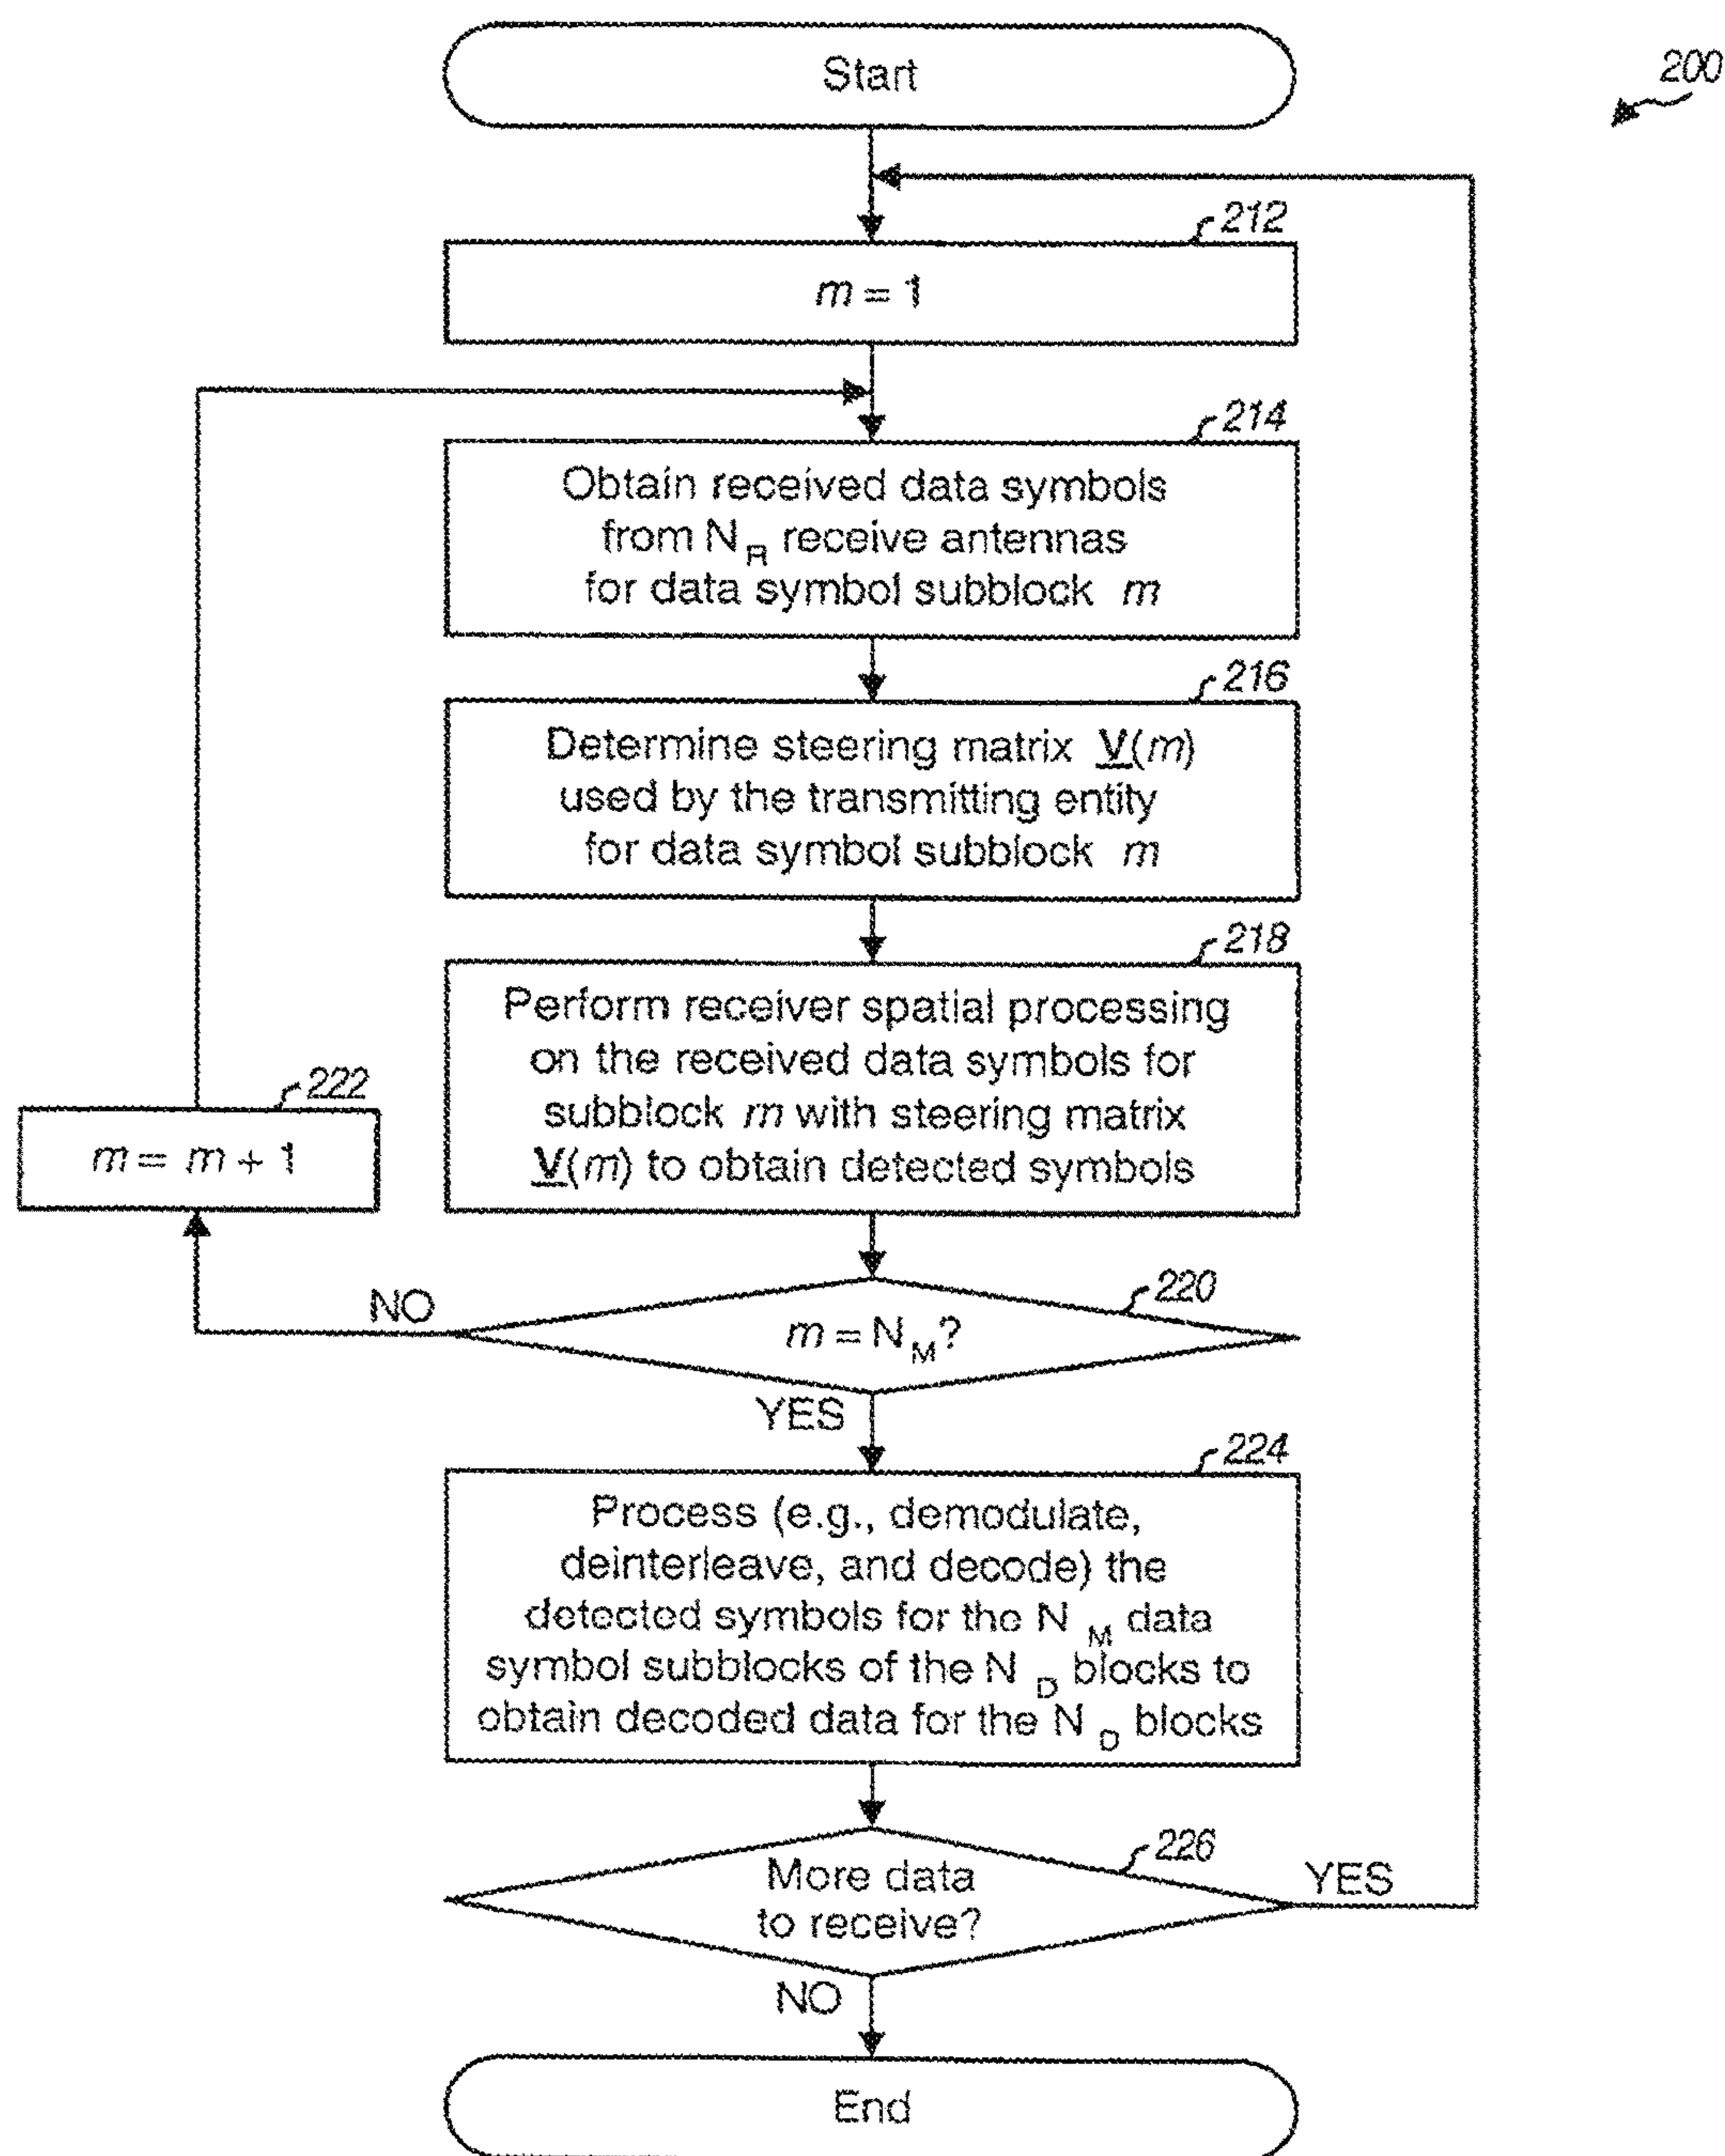 Start
200
212
m = 1
214
Obtain received data symbols
from N_R receive antennas
for data symbol subblock m
216
Determine steering matrix V(m)
used by the transmitting entity
for data symbol subblock m
218
Perform receiver spatial processing
on the received data symbols for
subblock m with steering matrix
V(m) to obtain detected symbols
222
m = m + 1
220
NO
m = N_M?
YES
224
Process (e.g., demodulate,
deinterleave, and decode) the
detected symbols for the N_M data
symbol subblocks of the N_D blocks to
obtain decoded data for the N_D blocks
226
More data
to receive?
YES
NO
End